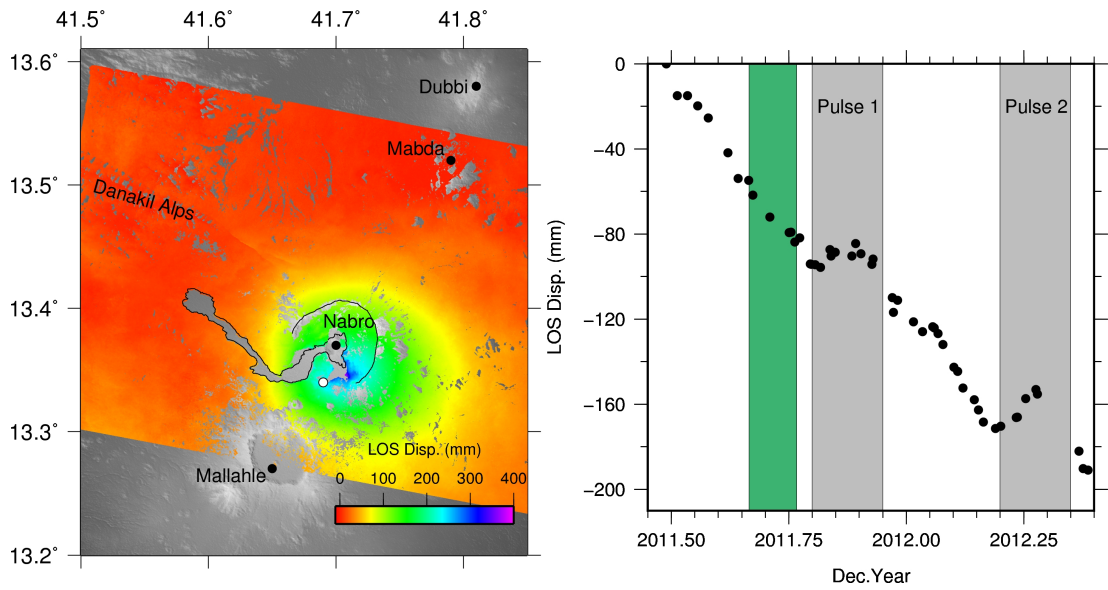 41.5˚ 41.6˚ 41.7˚ 41.8˚
13.6˚
13.5˚
13.4˚
13.3˚
13.2˚
Dubbi
Mabda
Danakil Alps
Nabro
Mallahle
LOS Disp. (mm)
0 100 200 300 400
LOS Disp. (mm)
0
−40
−80
−120
−160
−200
Pulse 1
Pulse 2
2011.50 2011.75 2012.00 2012.25
Dec.Year